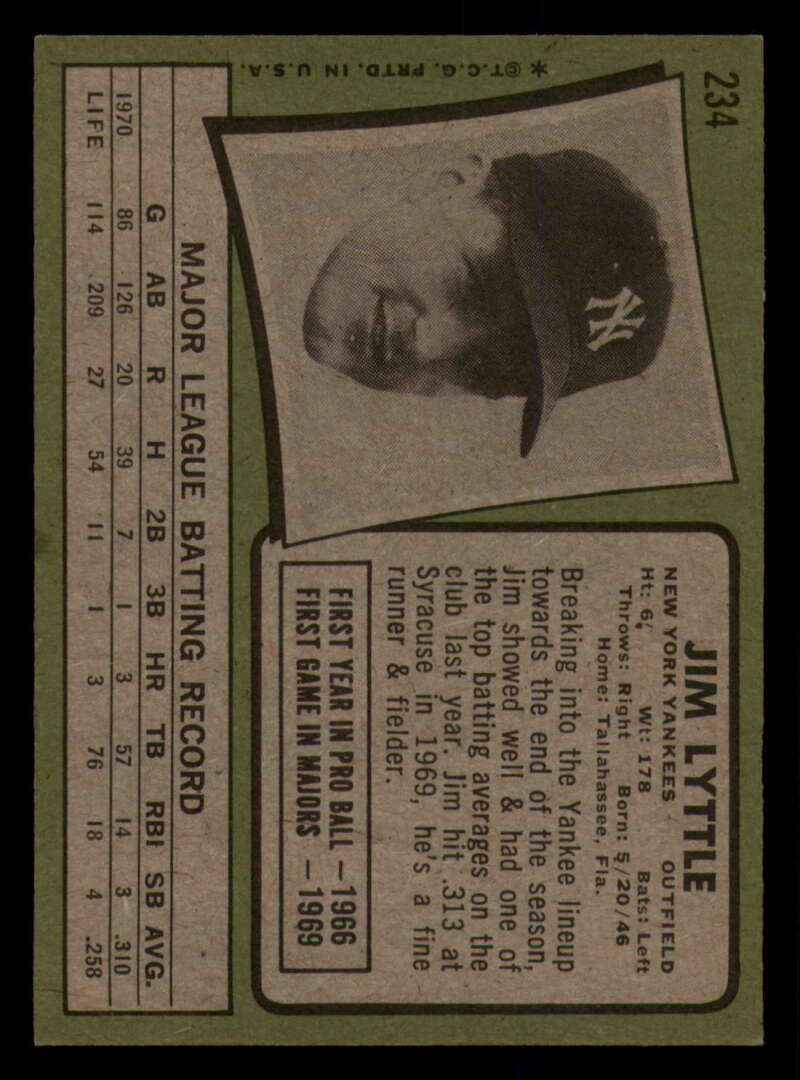 234
JIM LYTTLE
NEW YORK YANKEES OUTFIELD
Ht: 6' Wt: 178 Bats: Left
Throws: Right Born: 5/20/46
Home: Tallahassee, Fla.
Breaking into the Yankee lineup
towards the end of the season,
Jim showed well & had one of
the top batting averages on the
club last year. Jim hit .313 at
Syracuse in 1969, he's a fine
runner & fielder.
FIRST YEAR IN PRO BALL — 1966
FIRST GAME IN MAJORS — 1969
NY
MAJOR LEAGUE BATTING RECORD
G AB R H 2B 3B HR TB RBI SB AVG.
1970 86 126 20 39 7 1 3 57 14 3 .310
LIFE 114 209 27 54 11 1 3 76 18 4 .258
* ©T.C.G. PRTD. IN U.S.A.